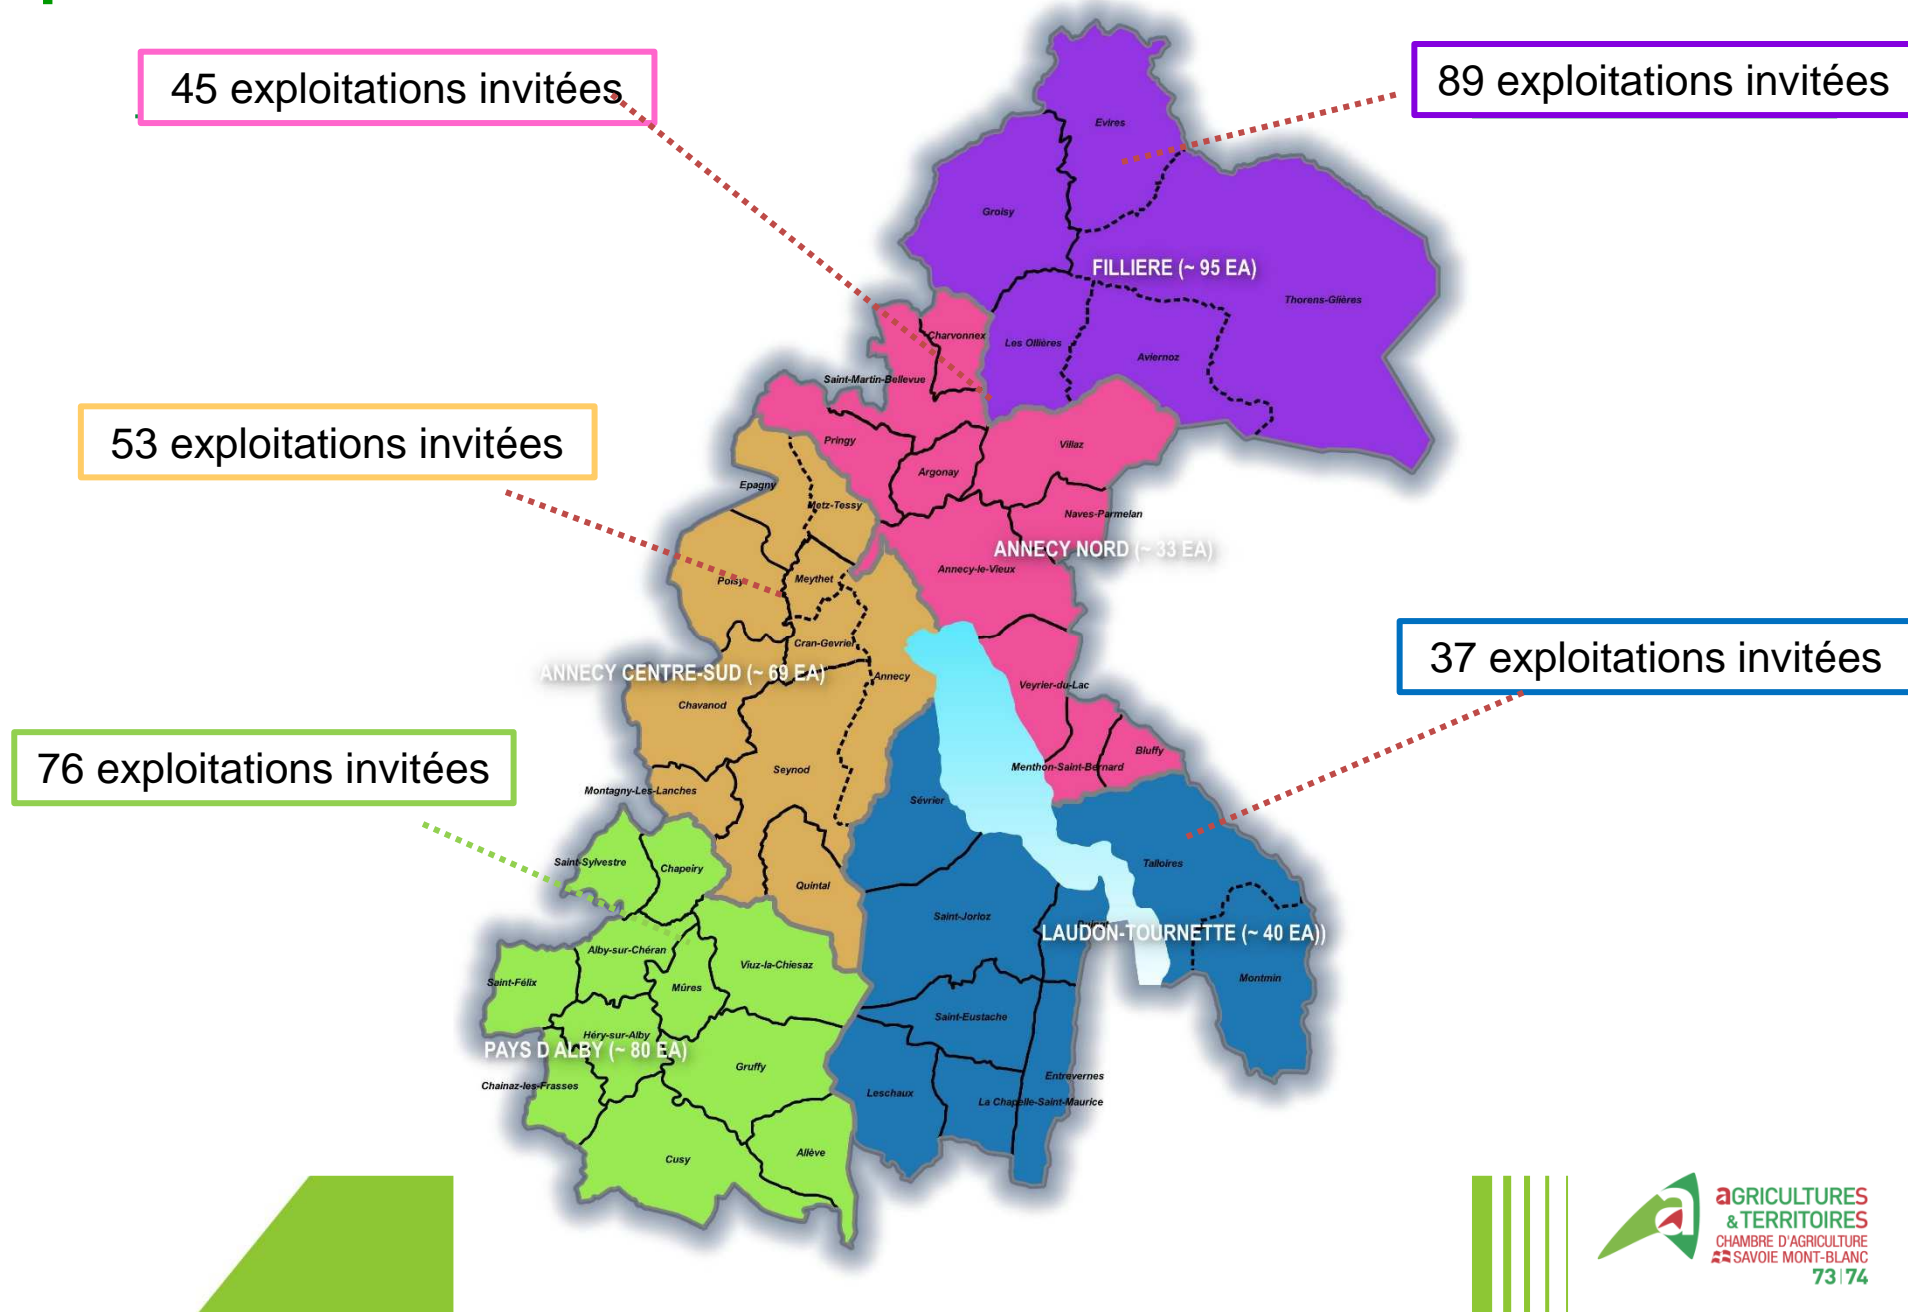 45 exploitations invitées
89 exploitations invitées
Evires
Groisy
FILLIERE (~ 95 EA)
Thorens-Glières
Charvonnex
Les Ollières
Aviernoz
Saint-Martin-Bellevue
53 exploitations invitées
Pringy
Villaz
Argonay
Epagny
Metz-Tessy
Naves-Parmelan
ANNECY NORD (~ 33 EA)
Annecy-le-Vieux
Poisy
Meythet
Cran-Gevrier
37 exploitations invitées
ANNECY CENTRE-SUD (~ 69 EA)
Annecy
Veyrier-du-Lac
Chavanod
76 exploitations invitées
Bluffy
Menthon-Saint-Bernard
Seynod
Montagny-Les-Lanches
Sévrier
Saint-Sylvestre
Chapeiry
Talloires
Quintal
Saint-Jorioz
LAUDON-TOURNETTE (~ 40 EA))
Alby-sur-Chéran
Viuz-la-Chiesaz
Saint-Félix
Mûres
Montmin
Saint-Eustache
Héry-sur-Alby
PAYS D ALBY (~ 80 EA)
Gruffy
Chainaz-les-Frasses
Entrevernes
Leschaux
La Chapelle-Saint-Maurice
Allève
Cusy
aGRICULTURES
& TERRITOIRES
CHAMBRE D'AGRICULTURE
SAVOIE MONT-BLANC
73|74